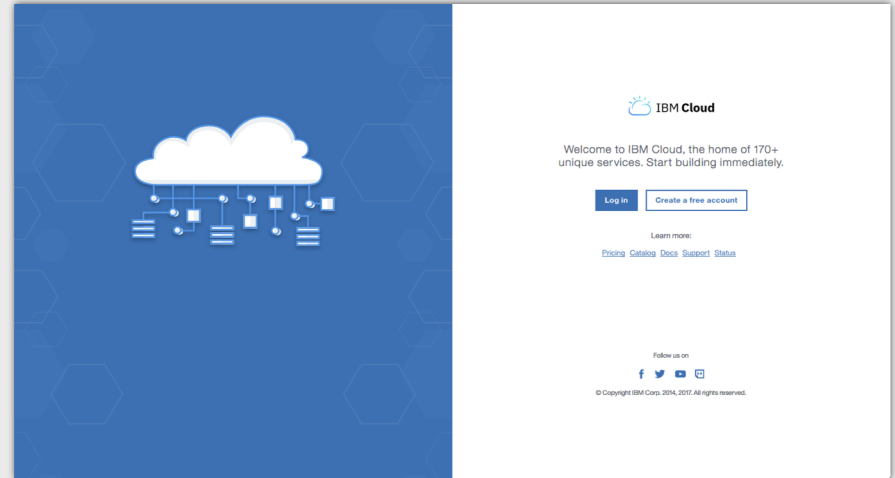 IBM Cloud
Welcome to IBM Cloud, the home of 170+
unique services. Start building immediately.
Log in Create a free account
Learn more:
Pricing Catalog Docs Support Status
Follow us on
© Copyright IBM Corp. 2014, 2017. All rights reserved.